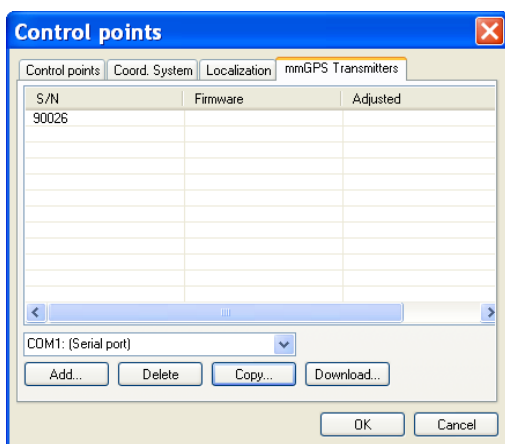 Control points
Control points Coord. System Localization mmGPS Transmitters
S/N Firmware Adjusted
90026
COM1: (Serial port)
Add... Delete Copy... Download...
OK Cancel